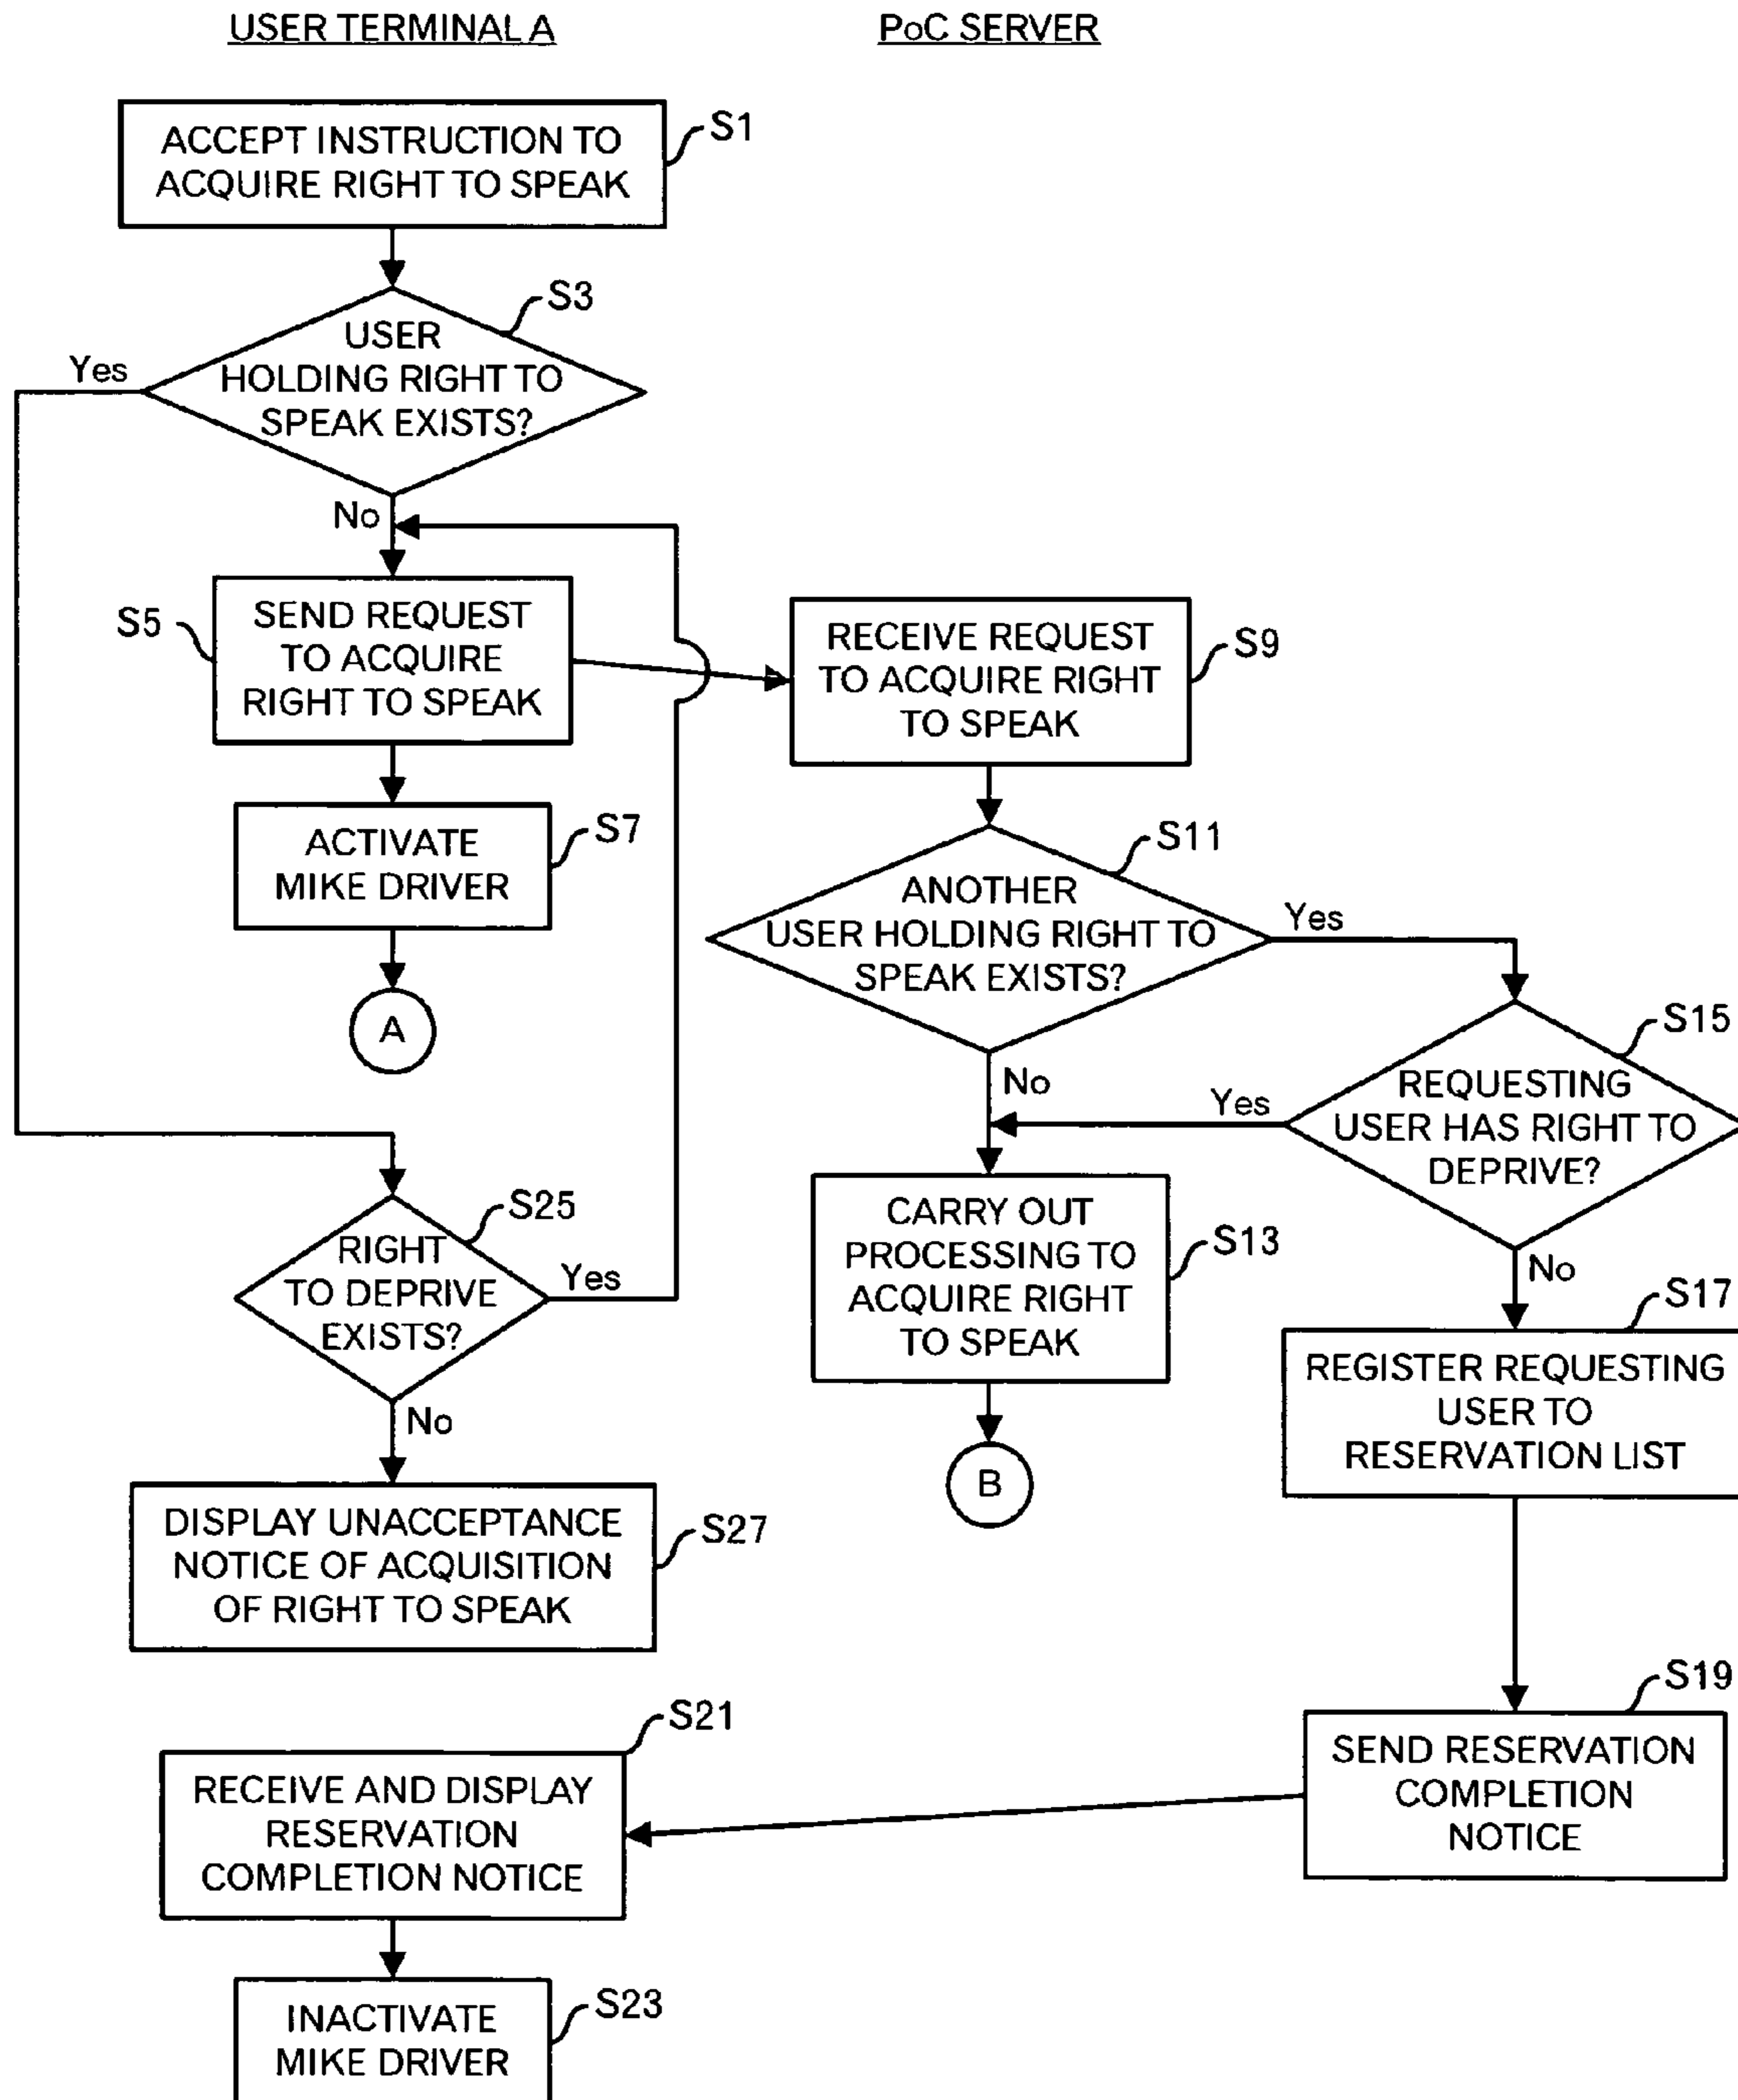 USER TERMINAL A
PoC SERVER
ACCEPT INSTRUCTION TO
ACQUIRE RIGHT TO SPEAK
S1
S3
USER
HOLDING RIGHT TO
SPEAK EXISTS?
Yes
No
S5
SEND REQUEST
TO ACQUIRE
RIGHT TO SPEAK
RECEIVE REQUEST
TO ACQUIRE RIGHT
TO SPEAK
S9
ACTIVATE
MIKE DRIVER
S7
A
S11
ANOTHER
USER HOLDING RIGHT TO
SPEAK EXISTS?
Yes
No
S15
REQUESTING
USER HAS RIGHT TO
DEPRIVE?
Yes
No
CARRY OUT
PROCESSING TO
ACQUIRE RIGHT
TO SPEAK
S13
B
S25
RIGHT
TO DEPRIVE
EXISTS?
Yes
No
S17
REGISTER REQUESTING
USER TO
RESERVATION LIST
DISPLAY UNACCEPTANCE
NOTICE OF ACQUISITION
OF RIGHT TO SPEAK
S27
S19
SEND RESERVATION
COMPLETION
NOTICE
S21
RECEIVE AND DISPLAY
RESERVATION
COMPLETION NOTICE
INACTIVATE
MIKE DRIVER
S23